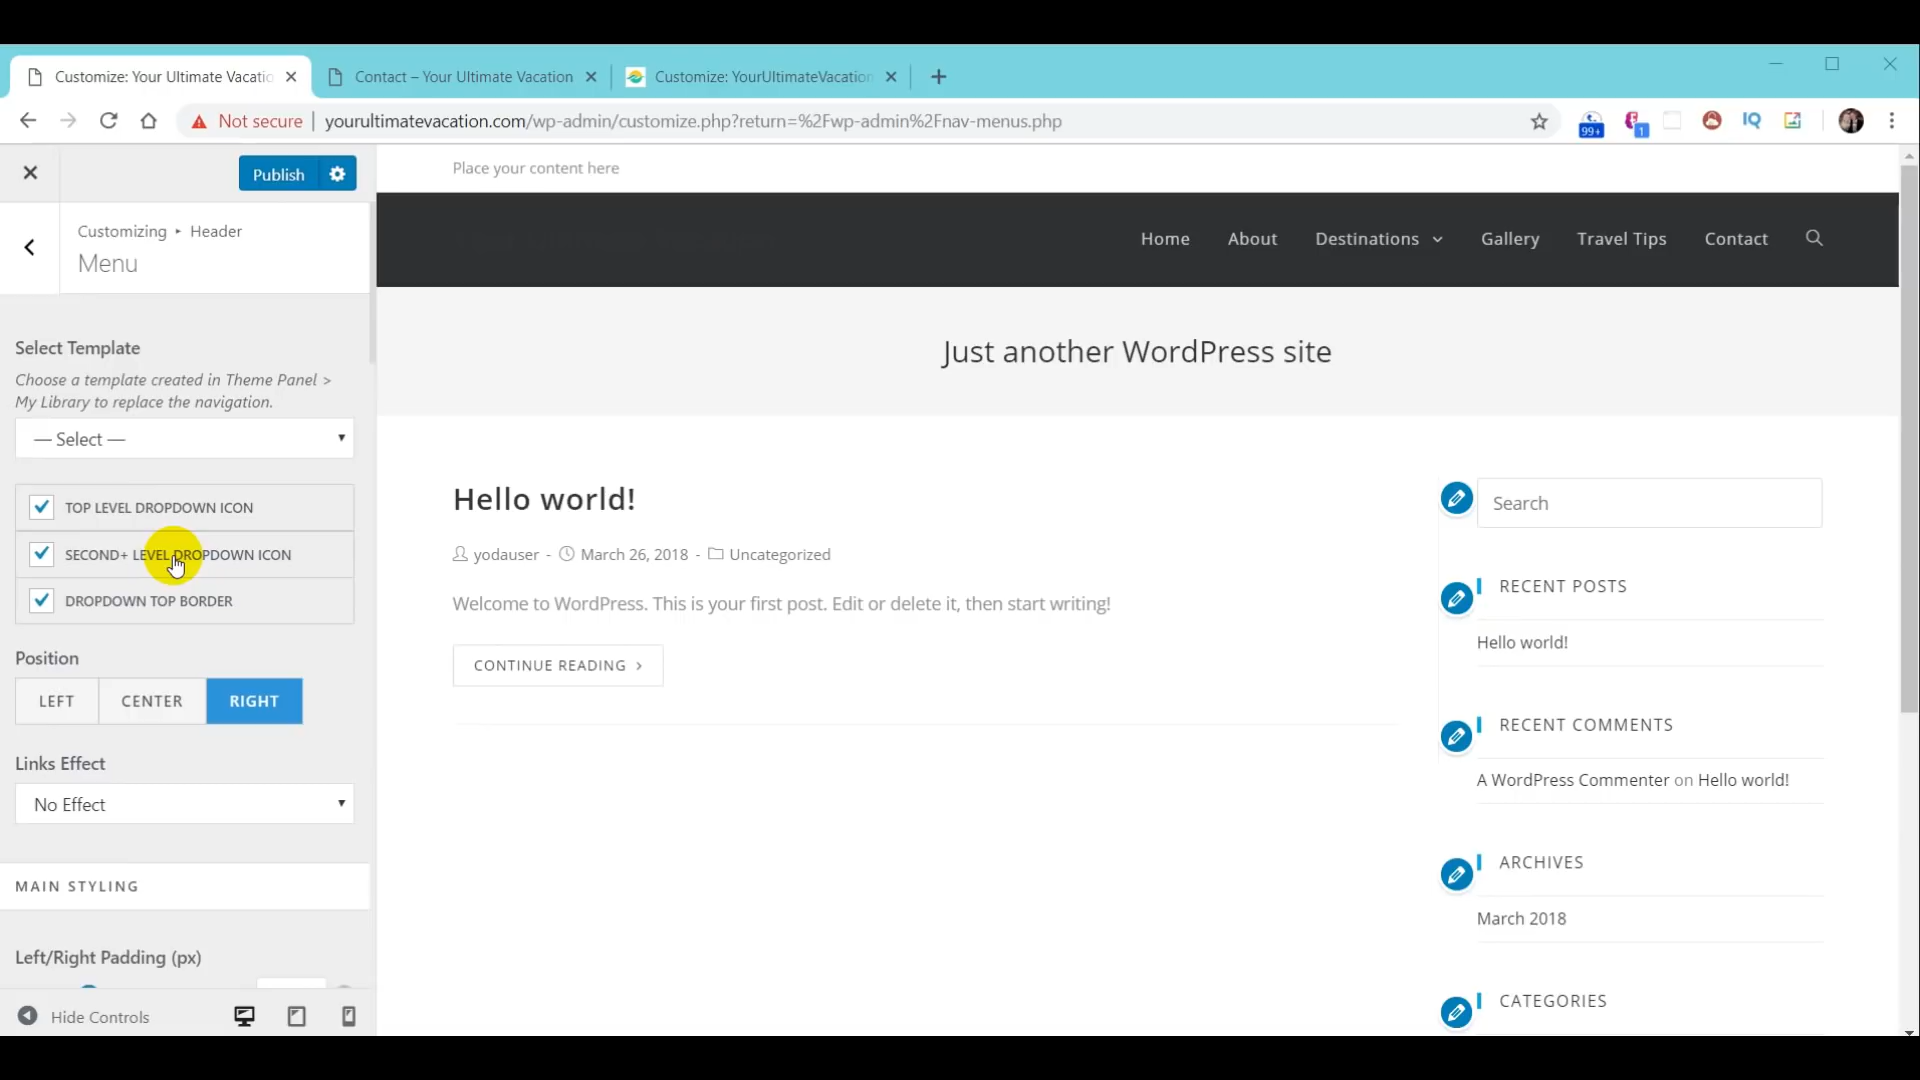 Customize: Your Ultimate Vacatio
Contact – Your Ultimate Vacation
Customize: YourUltimateVacation
Not secure
yourultimatevacation.com/wp-admin/customize.php?return=%2Fwp-admin%2Fnav-menus.php
99+
1
IQ
Publish
Customizing ▸ Header
Menu
Select Template
Choose a template created in Theme Panel >
My Library to replace the navigation.
— Select —
TOP LEVEL DROPDOWN ICON
SECOND+ LEVEL DROPDOWN ICON
DROPDOWN TOP BORDER
Position
LEFT
CENTER
RIGHT
Links Effect
No Effect
MAIN STYLING
Left/Right Padding (px)
Hide Controls
Place your content here
Home
About
Destinations
Gallery
Travel Tips
Contact
Just another WordPress site
Hello world!
yodauser - March 26, 2018 - Uncategorized
Welcome to WordPress. This is your first post. Edit or delete it, then start writing!
CONTINUE READING >
Search
RECENT POSTS
Hello world!
RECENT COMMENTS
A WordPress Commenter on Hello world!
ARCHIVES
March 2018
CATEGORIES